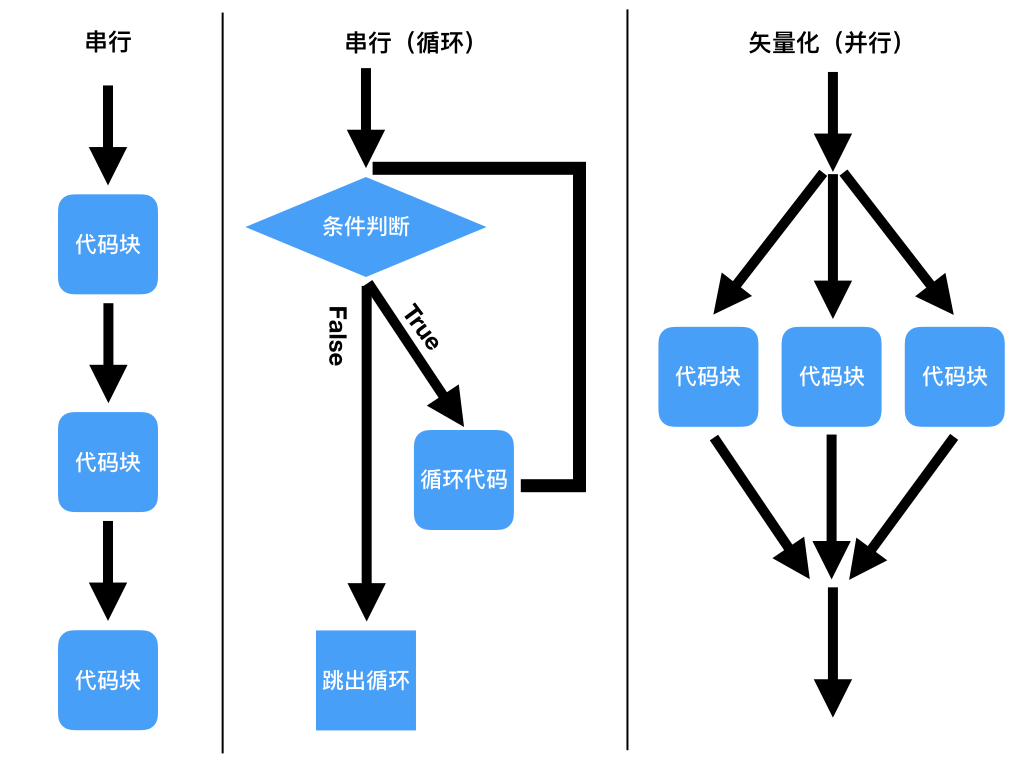 串行
代码块
代码块
代码块
串行（循环）
条件判断
False
True
循环代码
跳出循环
矢量化（并行）
代码块
代码块
代码块